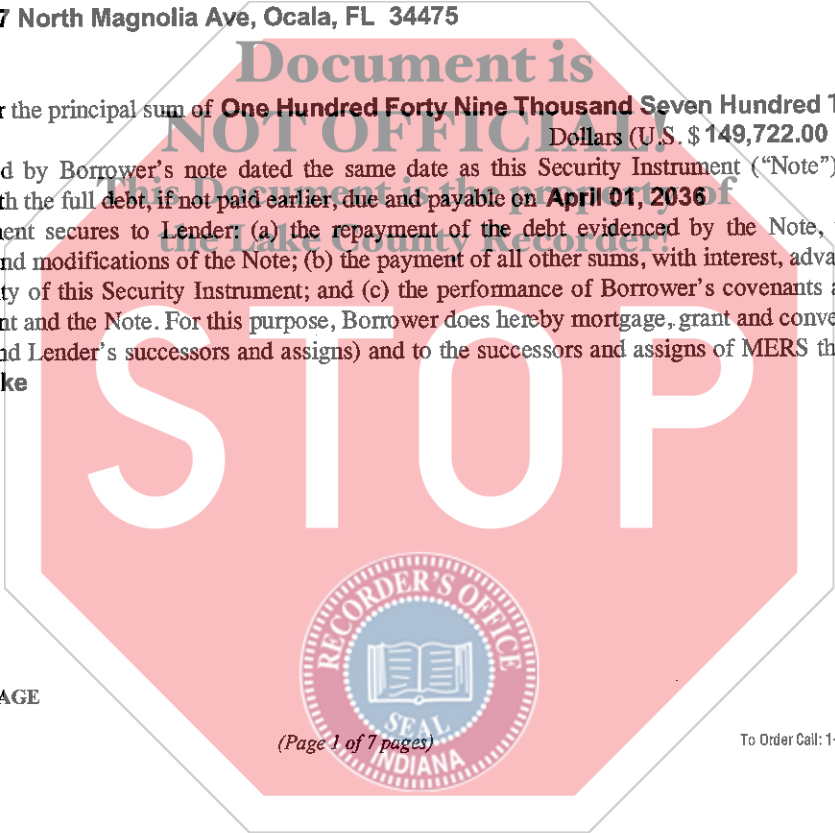 7 North Magnolia Ave, Ocala, FL 34475
Document is
r the principal sum of One Hundred Forty Nine Thousand Seven Hundred T
NOT OFFICIAL!
Dollars (U.S. $ 149,722.00
d by Borrower's note dated the same date as this Security Instrument ("Note")
This Document is the property of
th the full debt, if not paid earlier, due and payable on April 01, 2036
ent secures to Lender: (a) the repayment of the debt evidenced by the Note,
the Lake County Recorder!
nd modifications of the Note; (b) the payment of all other sums, with interest, adva
ty of this Security Instrument; and (c) the performance of Borrower's covenants a
nt and the Note. For this purpose, Borrower does hereby mortgage, grant and conve
nd Lender's successors and assigns) and to the successors and assigns of MERS th
ke
STOP
RECORDER'S OFFICE
SEAL
INDIANA
AGE
(Page 1 of 7 pages)
To Order Call: 1-